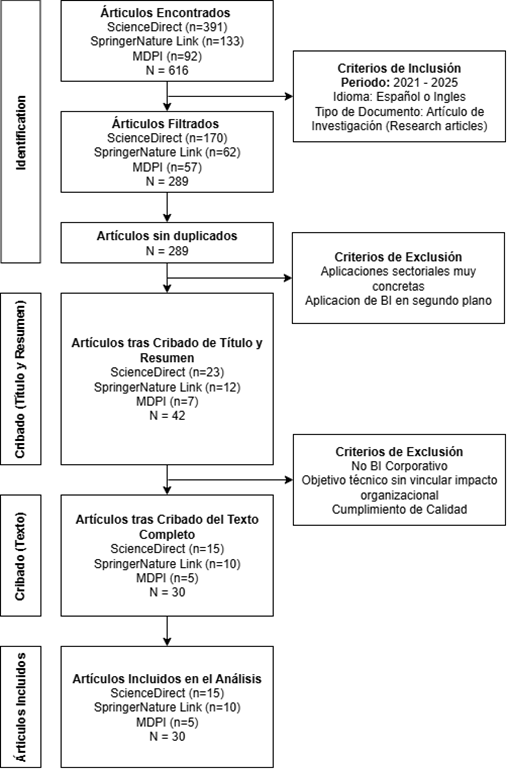 Identification
Árticulos Encontrados
ScienceDirect (n=391)
SpringerNature Link (n=133)
MDPI (n=92)
N = 616
Criterios de Inclusión
Periodo: 2021 - 2025
Idioma: Español o Ingles
Tipo de Documento: Artículo de
Investigación (Research articles)
Árticulos Filtrados
ScienceDirect (n=170)
SpringerNature Link (n=62)
MDPI (n=57)
N = 289
Artículos sin duplicados
N = 289
Criterios de Exclusión
Aplicaciones sectoriales muy
concretas
Aplicacion de BI en segundo plano
Cribado (Título y Resumen)
Artículos tras Cribado de Título y
Resumen
ScienceDirect (n=23)
SpringerNature Link (n=12)
MDPI (n=7)
N = 42
Criterios de Exclusión
No BI Corporativo
Objetivo técnico sin vincular impacto
organizacional
Cumplimiento de Calidad
Cribado (Texto)
Artículos tras Cribado del Texto
Completo
ScienceDirect (n=15)
SpringerNature Link (n=10)
MDPI (n=5)
N = 30
Árticulos Incluidos
Artículos Incluidos en el Análisis
ScienceDirect (n=15)
SpringerNature Link (n=10)
MDPI (n=5)
N = 30